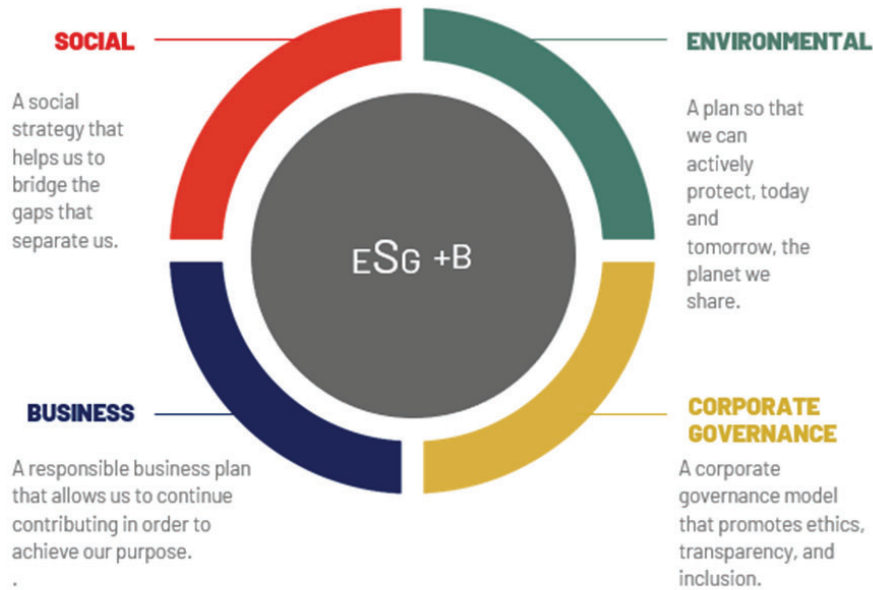 SOCIAL
A social
strategy that
helps us to
bridge the
gaps that
separate us.
ENVIRONMENTAL
A plan so that
we can
actively
protect, today
and
tomorrow, the
planet we
share.
ESG +B
BUSINESS
A responsible business plan
that allows us to continue
contributing in order to
achieve our purpose.
.
CORPORATE
GOVERNANCE
A corporate
governance model
that promotes ethics,
transparency, and
inclusion.